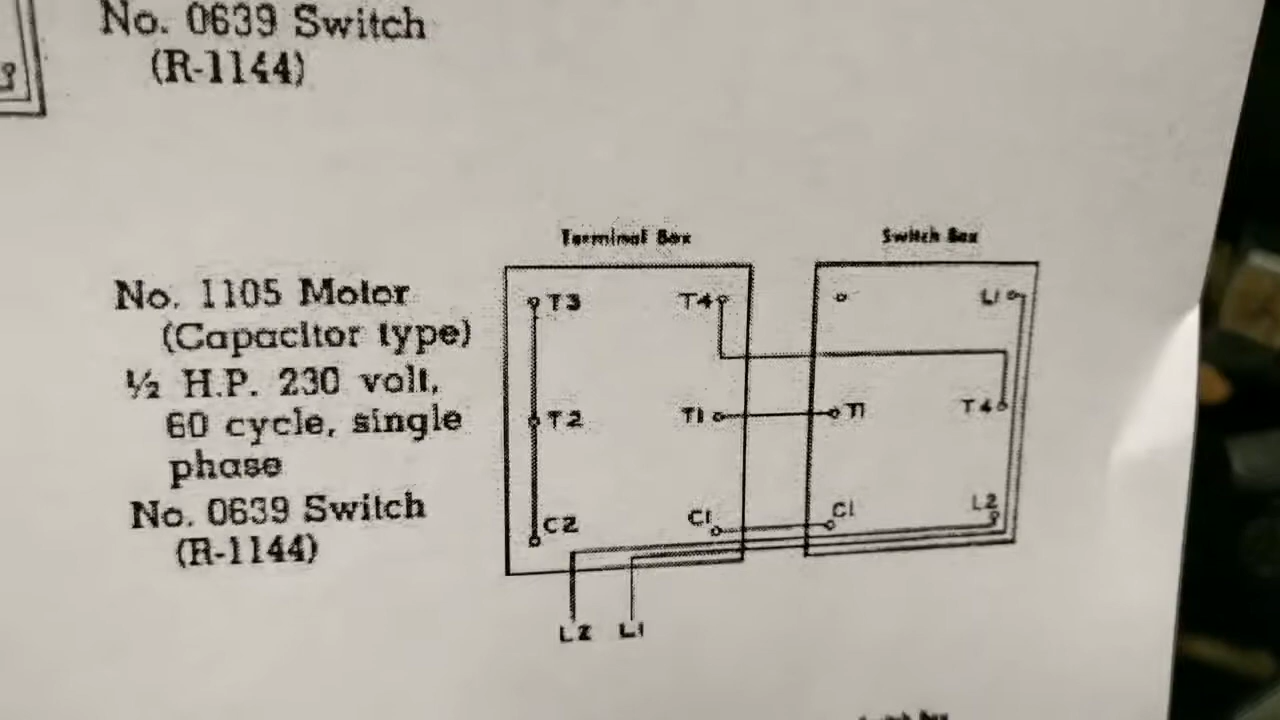 No. 0639 Switch
(R-1144)
Terminal Box
Switch Box
No. 1105 Motor
(Capacitor type)
½ H.P. 230 volt,
60 cycle, single
phase
No. 0639 Switch
(R-1144)
T3
T4
L1
T2
T1
T1
T4
C2
C1
C1
L2
L2
L1
Switch Box